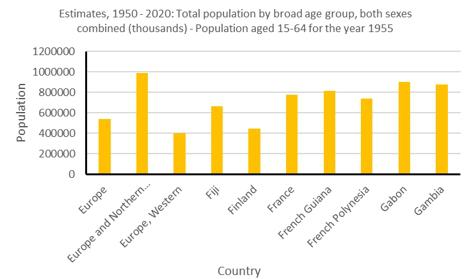 Estimates, 1950 - 2020: Total population by broad age group, both sexes
combined (thousands) - Population aged 15-64 for the year 1955
1200000
1000000
800000
600000
400000
200000
0
Population
Europe
Europe and Northern...
Europe, Western
Fiji
Finland
France
French Guiana
French Polynesia
Gabon
Gambia
Country